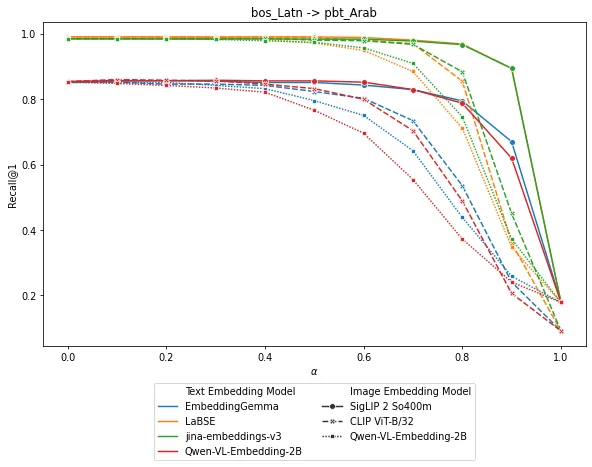 bos_Latn -> pbt_Arab
1.0
0.8
0.6
0.4
0.2
Recall@1
0.0 0.2 0.4 0.6 0.8 1.0
α
Text Embedding Model Image Embedding Model
EmbeddingGemma SigLIP 2 So400m
LaBSE CLIP ViT-B/32
jina-embeddings-v3 Qwen-VL-Embedding-2B
Qwen-VL-Embedding-2B